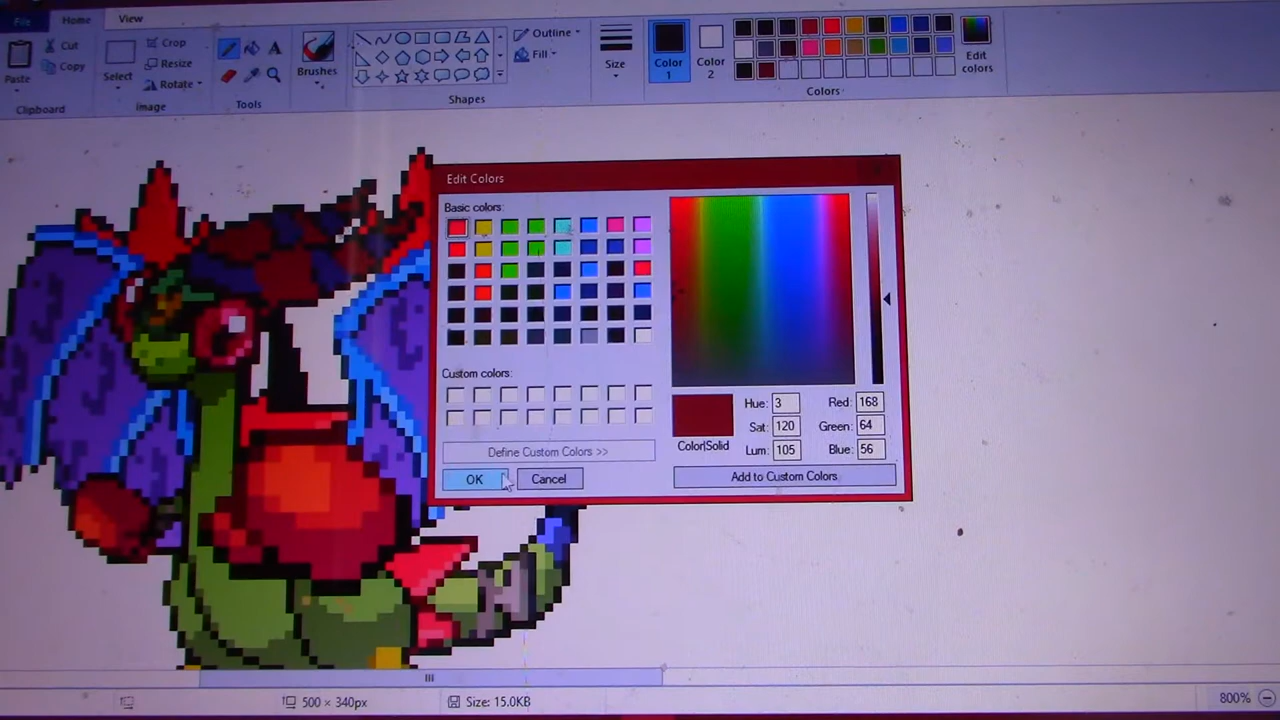 File Home View
Paste
Cut
Copy
Clipboard
Select
Crop
Resize
Rotate
Image
A
Tools
Brushes
Outline
Fill
Shapes
Size
Color 1
Color 2
Edit colors
Colors
Edit Colors
Basic colors:
Custom colors:
Define Custom Colors >>
OK Cancel
Color|Solid
Hue: 3 Red: 168
Sat: 120 Green: 64
Lum: 105 Blue: 56
Add to Custom Colors
500 × 340px Size: 15.0KB 800%